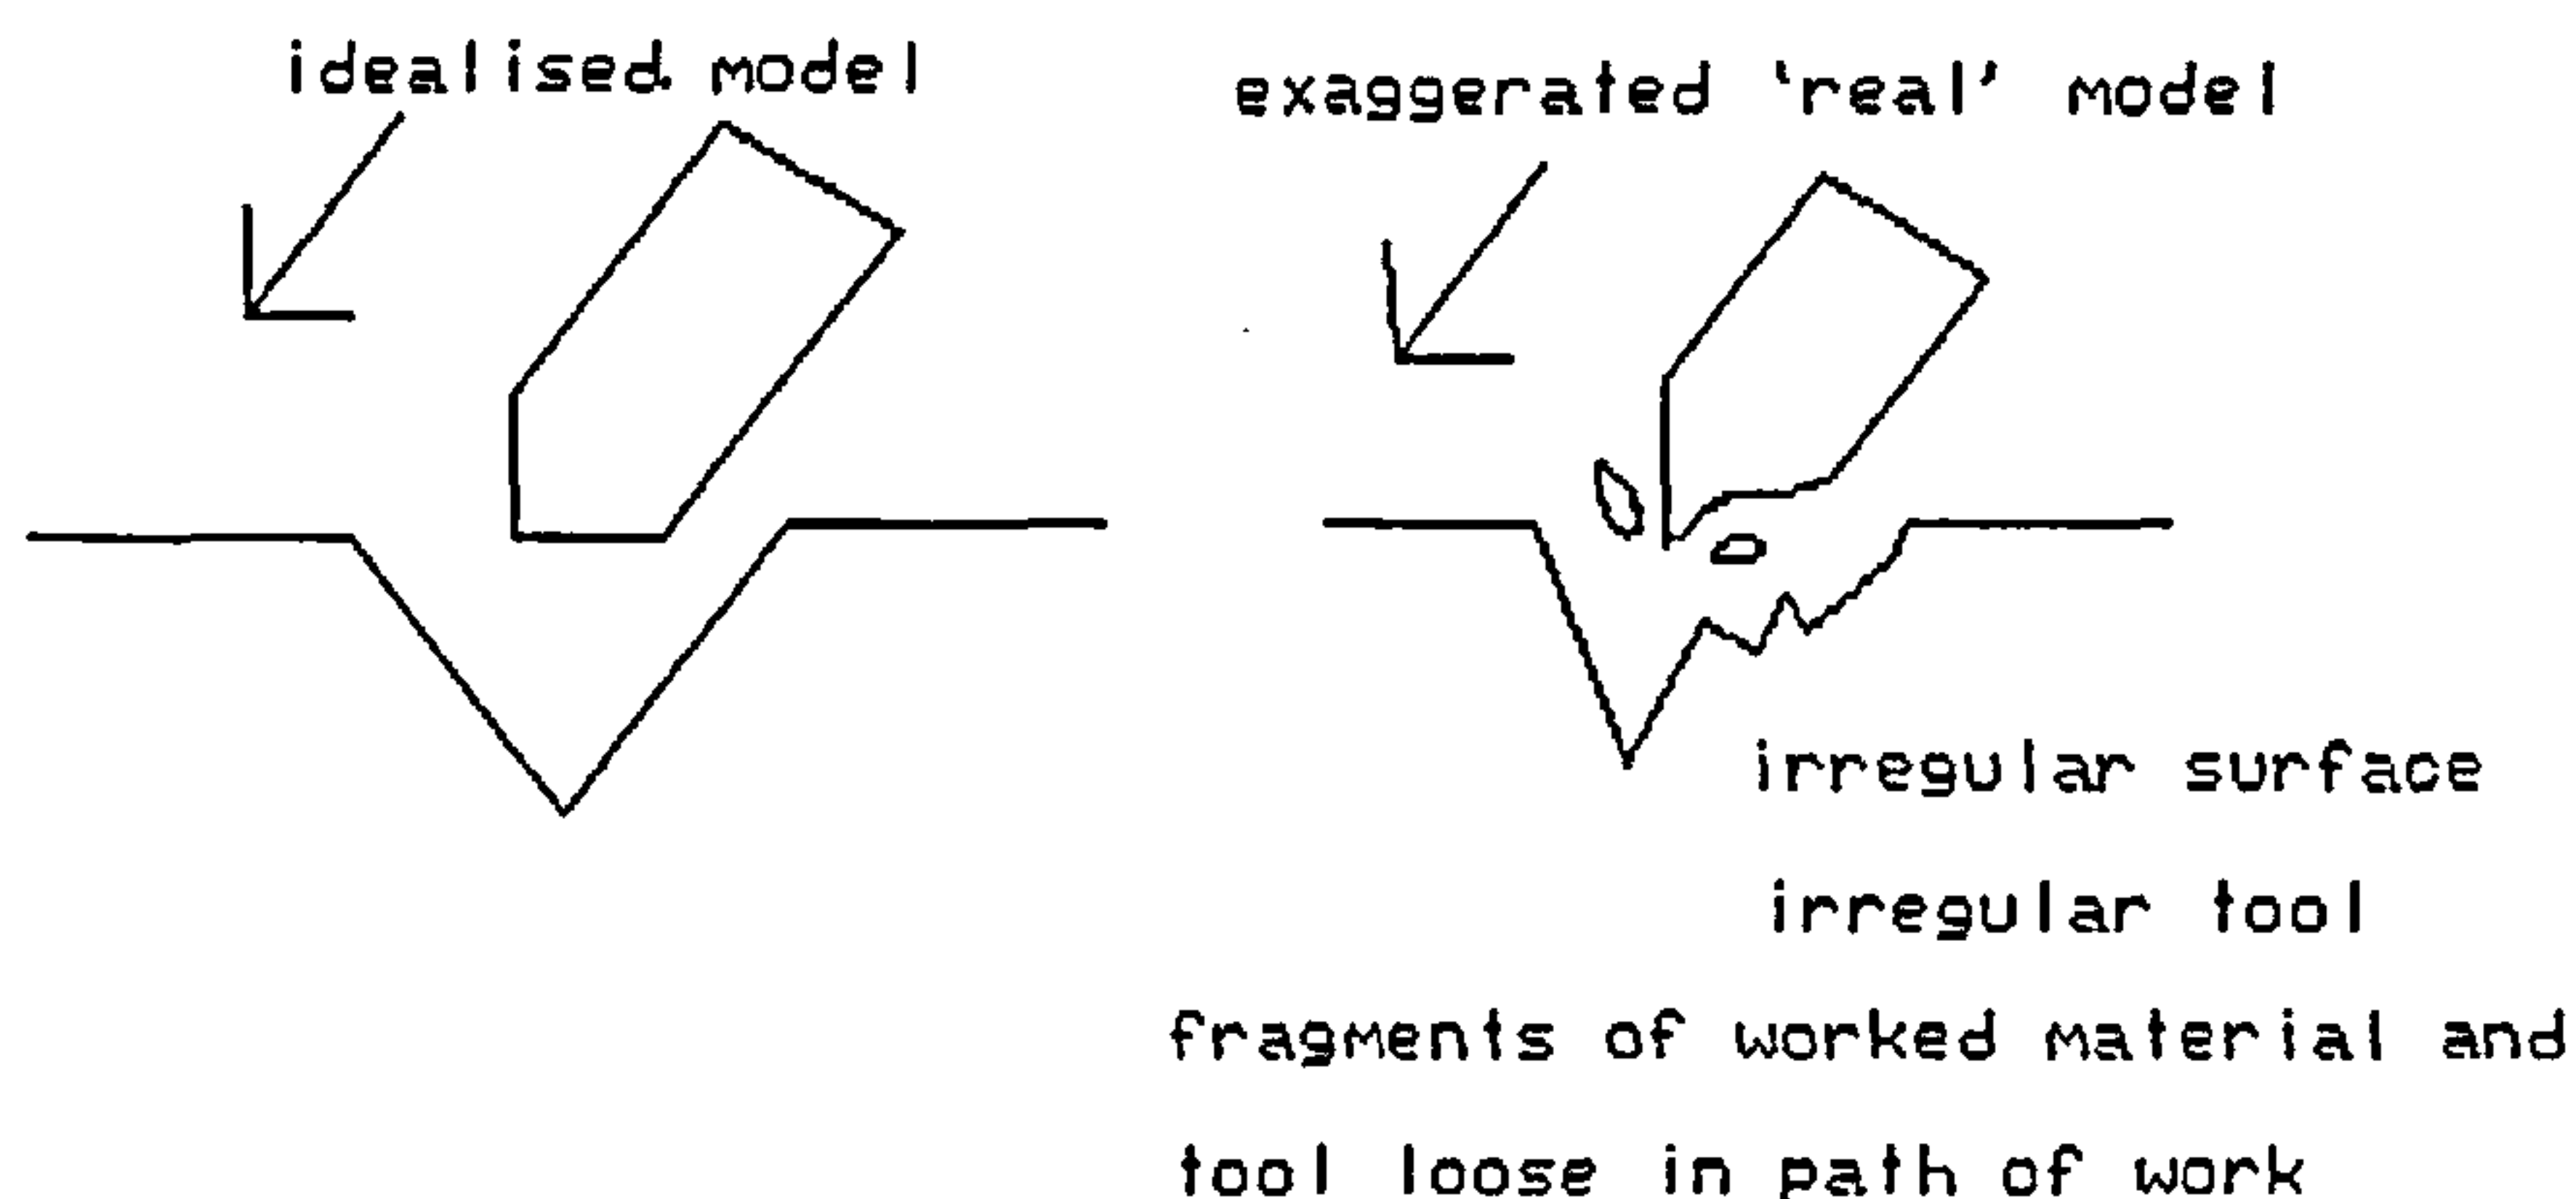 idealised model
exaggerated 'real' model
irregular surface
irregular tool
fragments of worked material and
tool loose in path of work